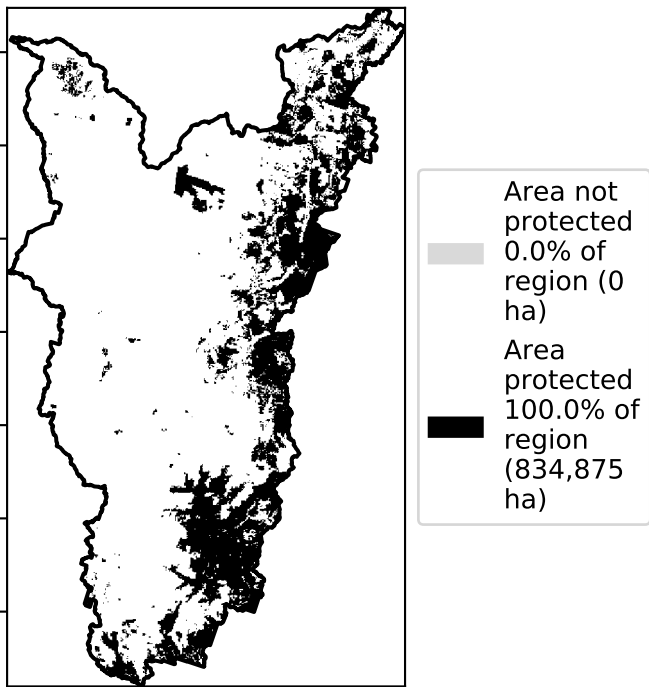 Area not
protected
0.0% of
region (0
ha)
Area
protected
100.0% of
region
(834,875
ha)